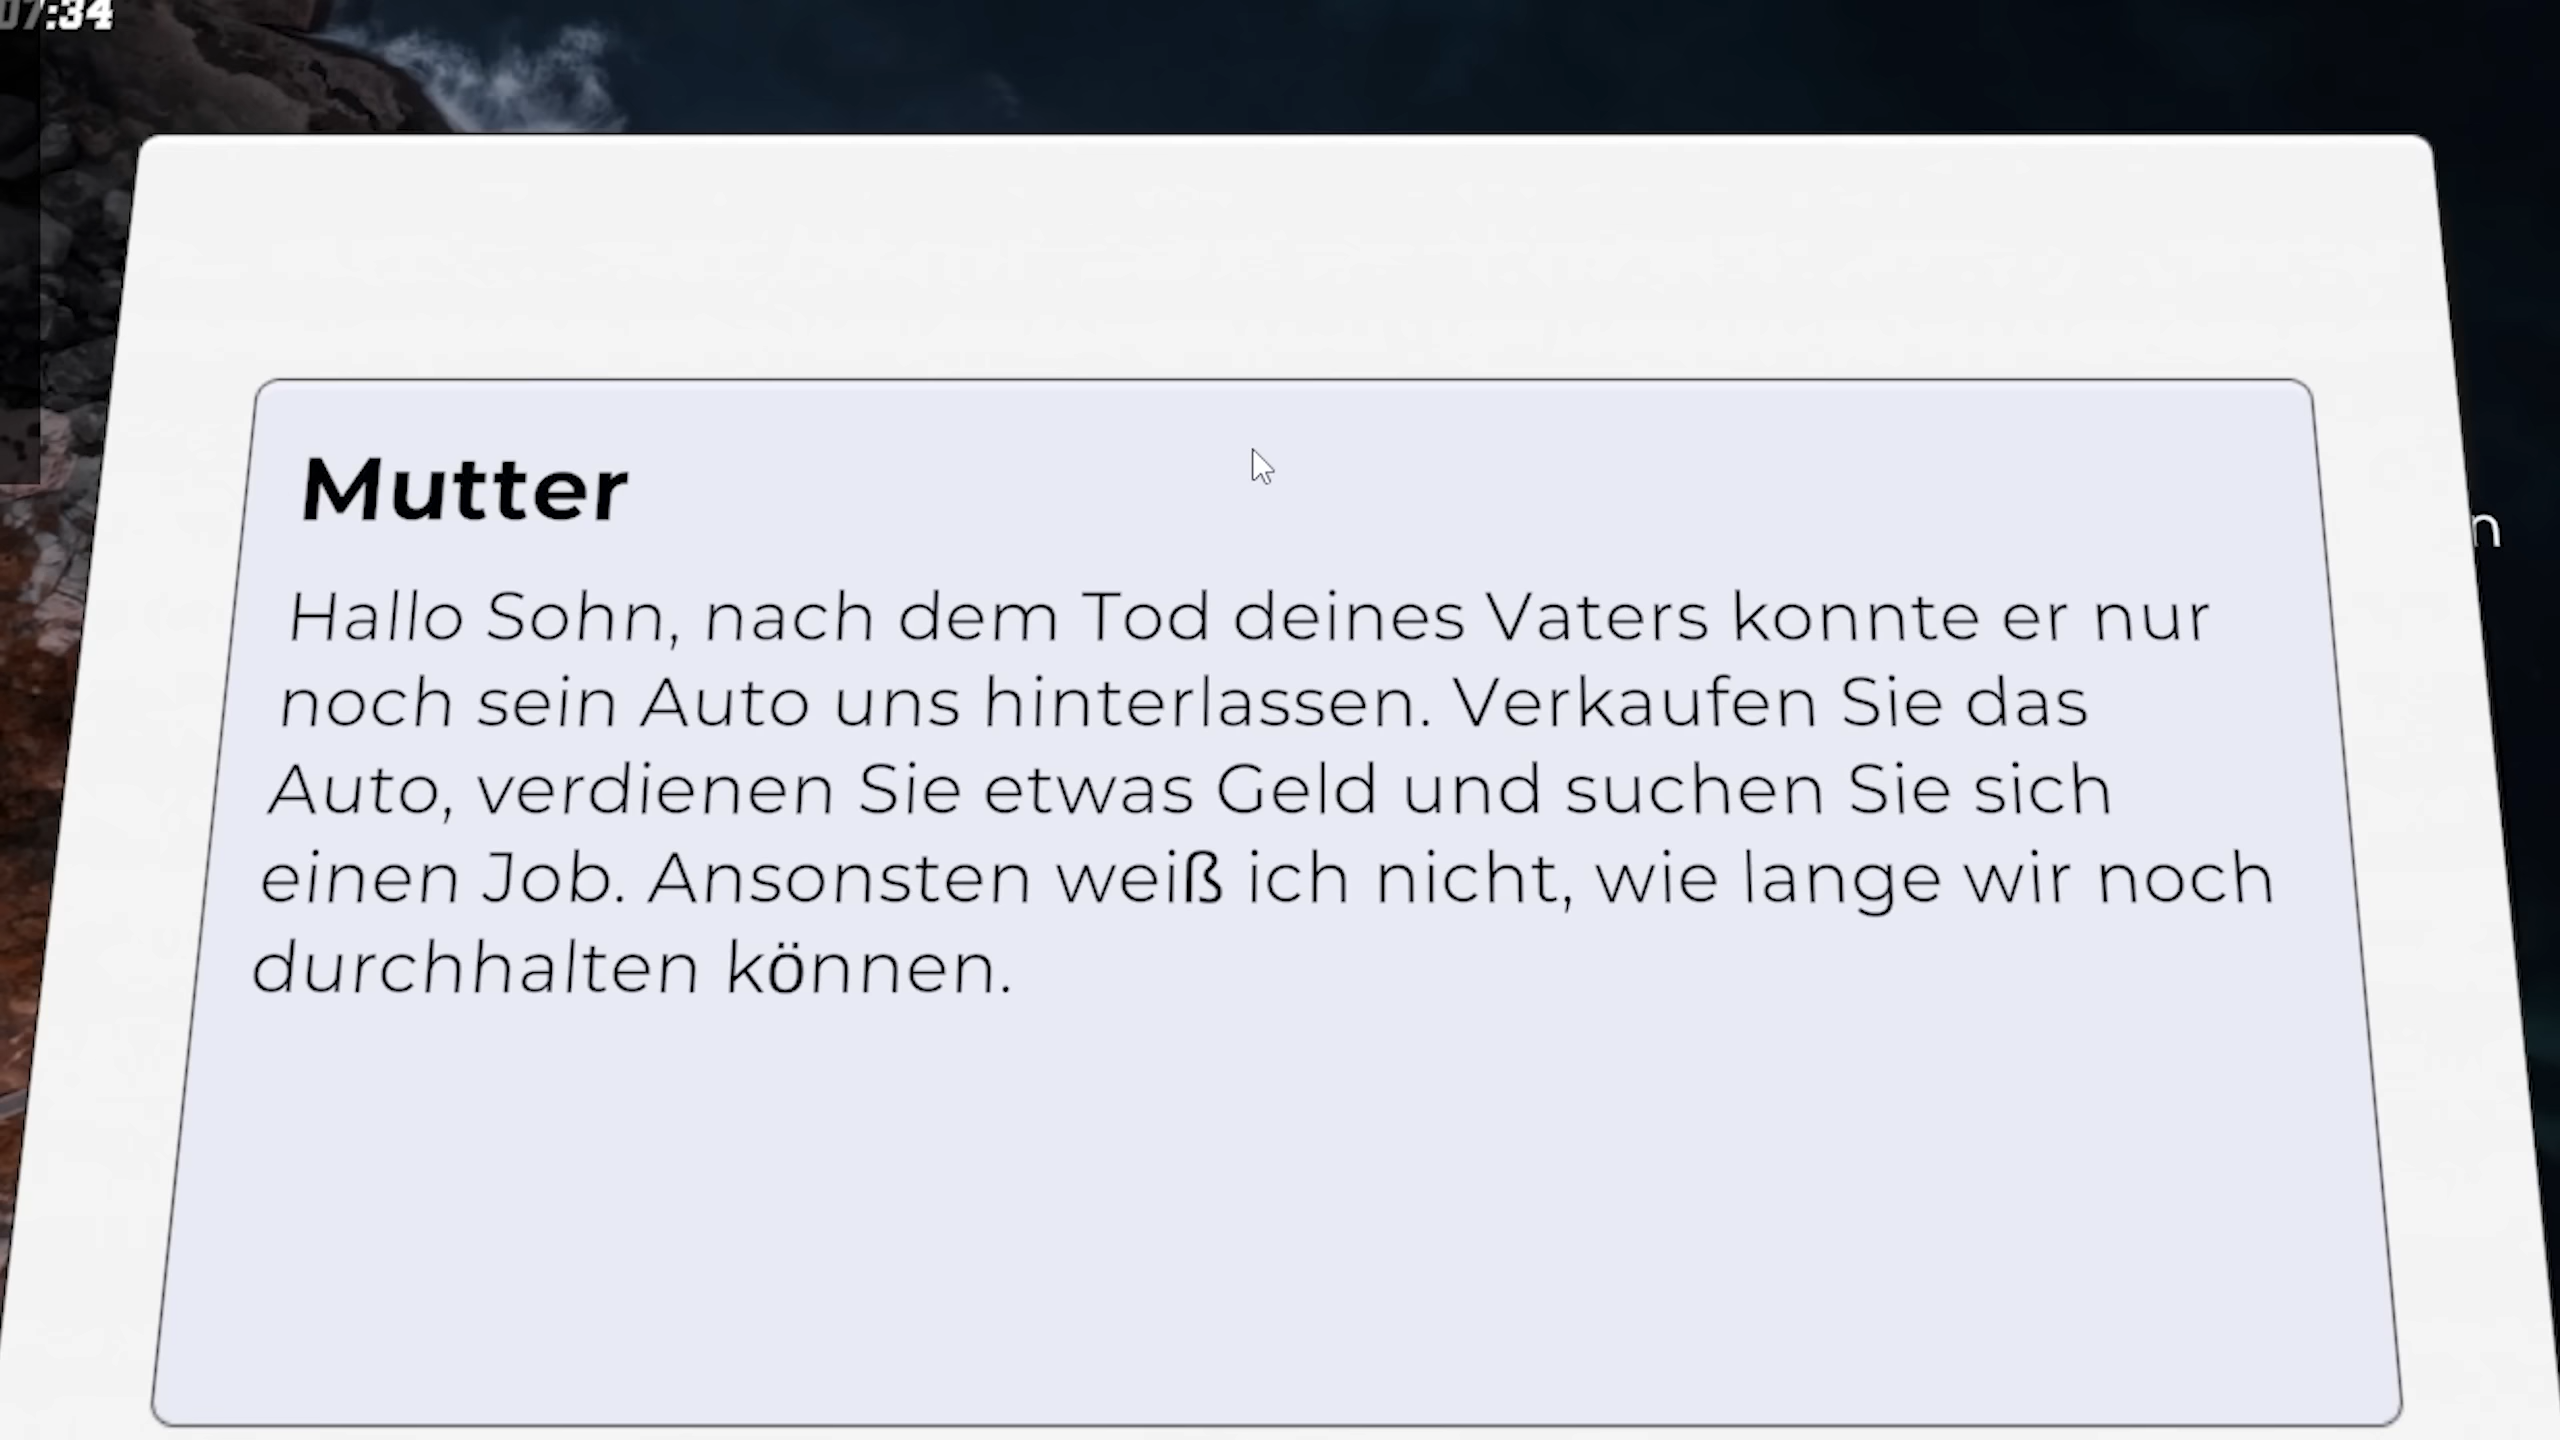 07:34
Mutter
Hallo Sohn, nach dem Tod deines Vaters konnte er nur
noch sein Auto uns hinterlassen. Verkaufen Sie das
Auto, verdienen Sie etwas Geld und suchen Sie sich
einen Job. Ansonsten weiß ich nicht, wie lange wir noch
durchhalten können.